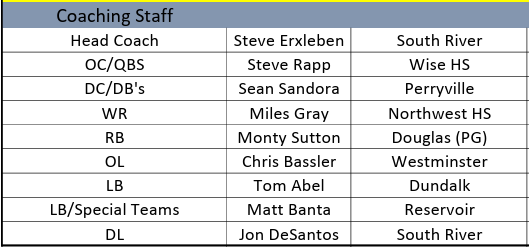 Coaching Staff
Head Coach Steve Erxleben South River
OC/QBS Steve Rapp Wise HS
DC/DB's Sean Sandora Perryville
WR Miles Gray Northwest HS
RB Monty Sutton Douglas (PG)
OL Chris Bassler Westminster
LB Tom Abel Dundalk
LB/Special Teams Matt Banta Reservoir
DL Jon DeSantos South River